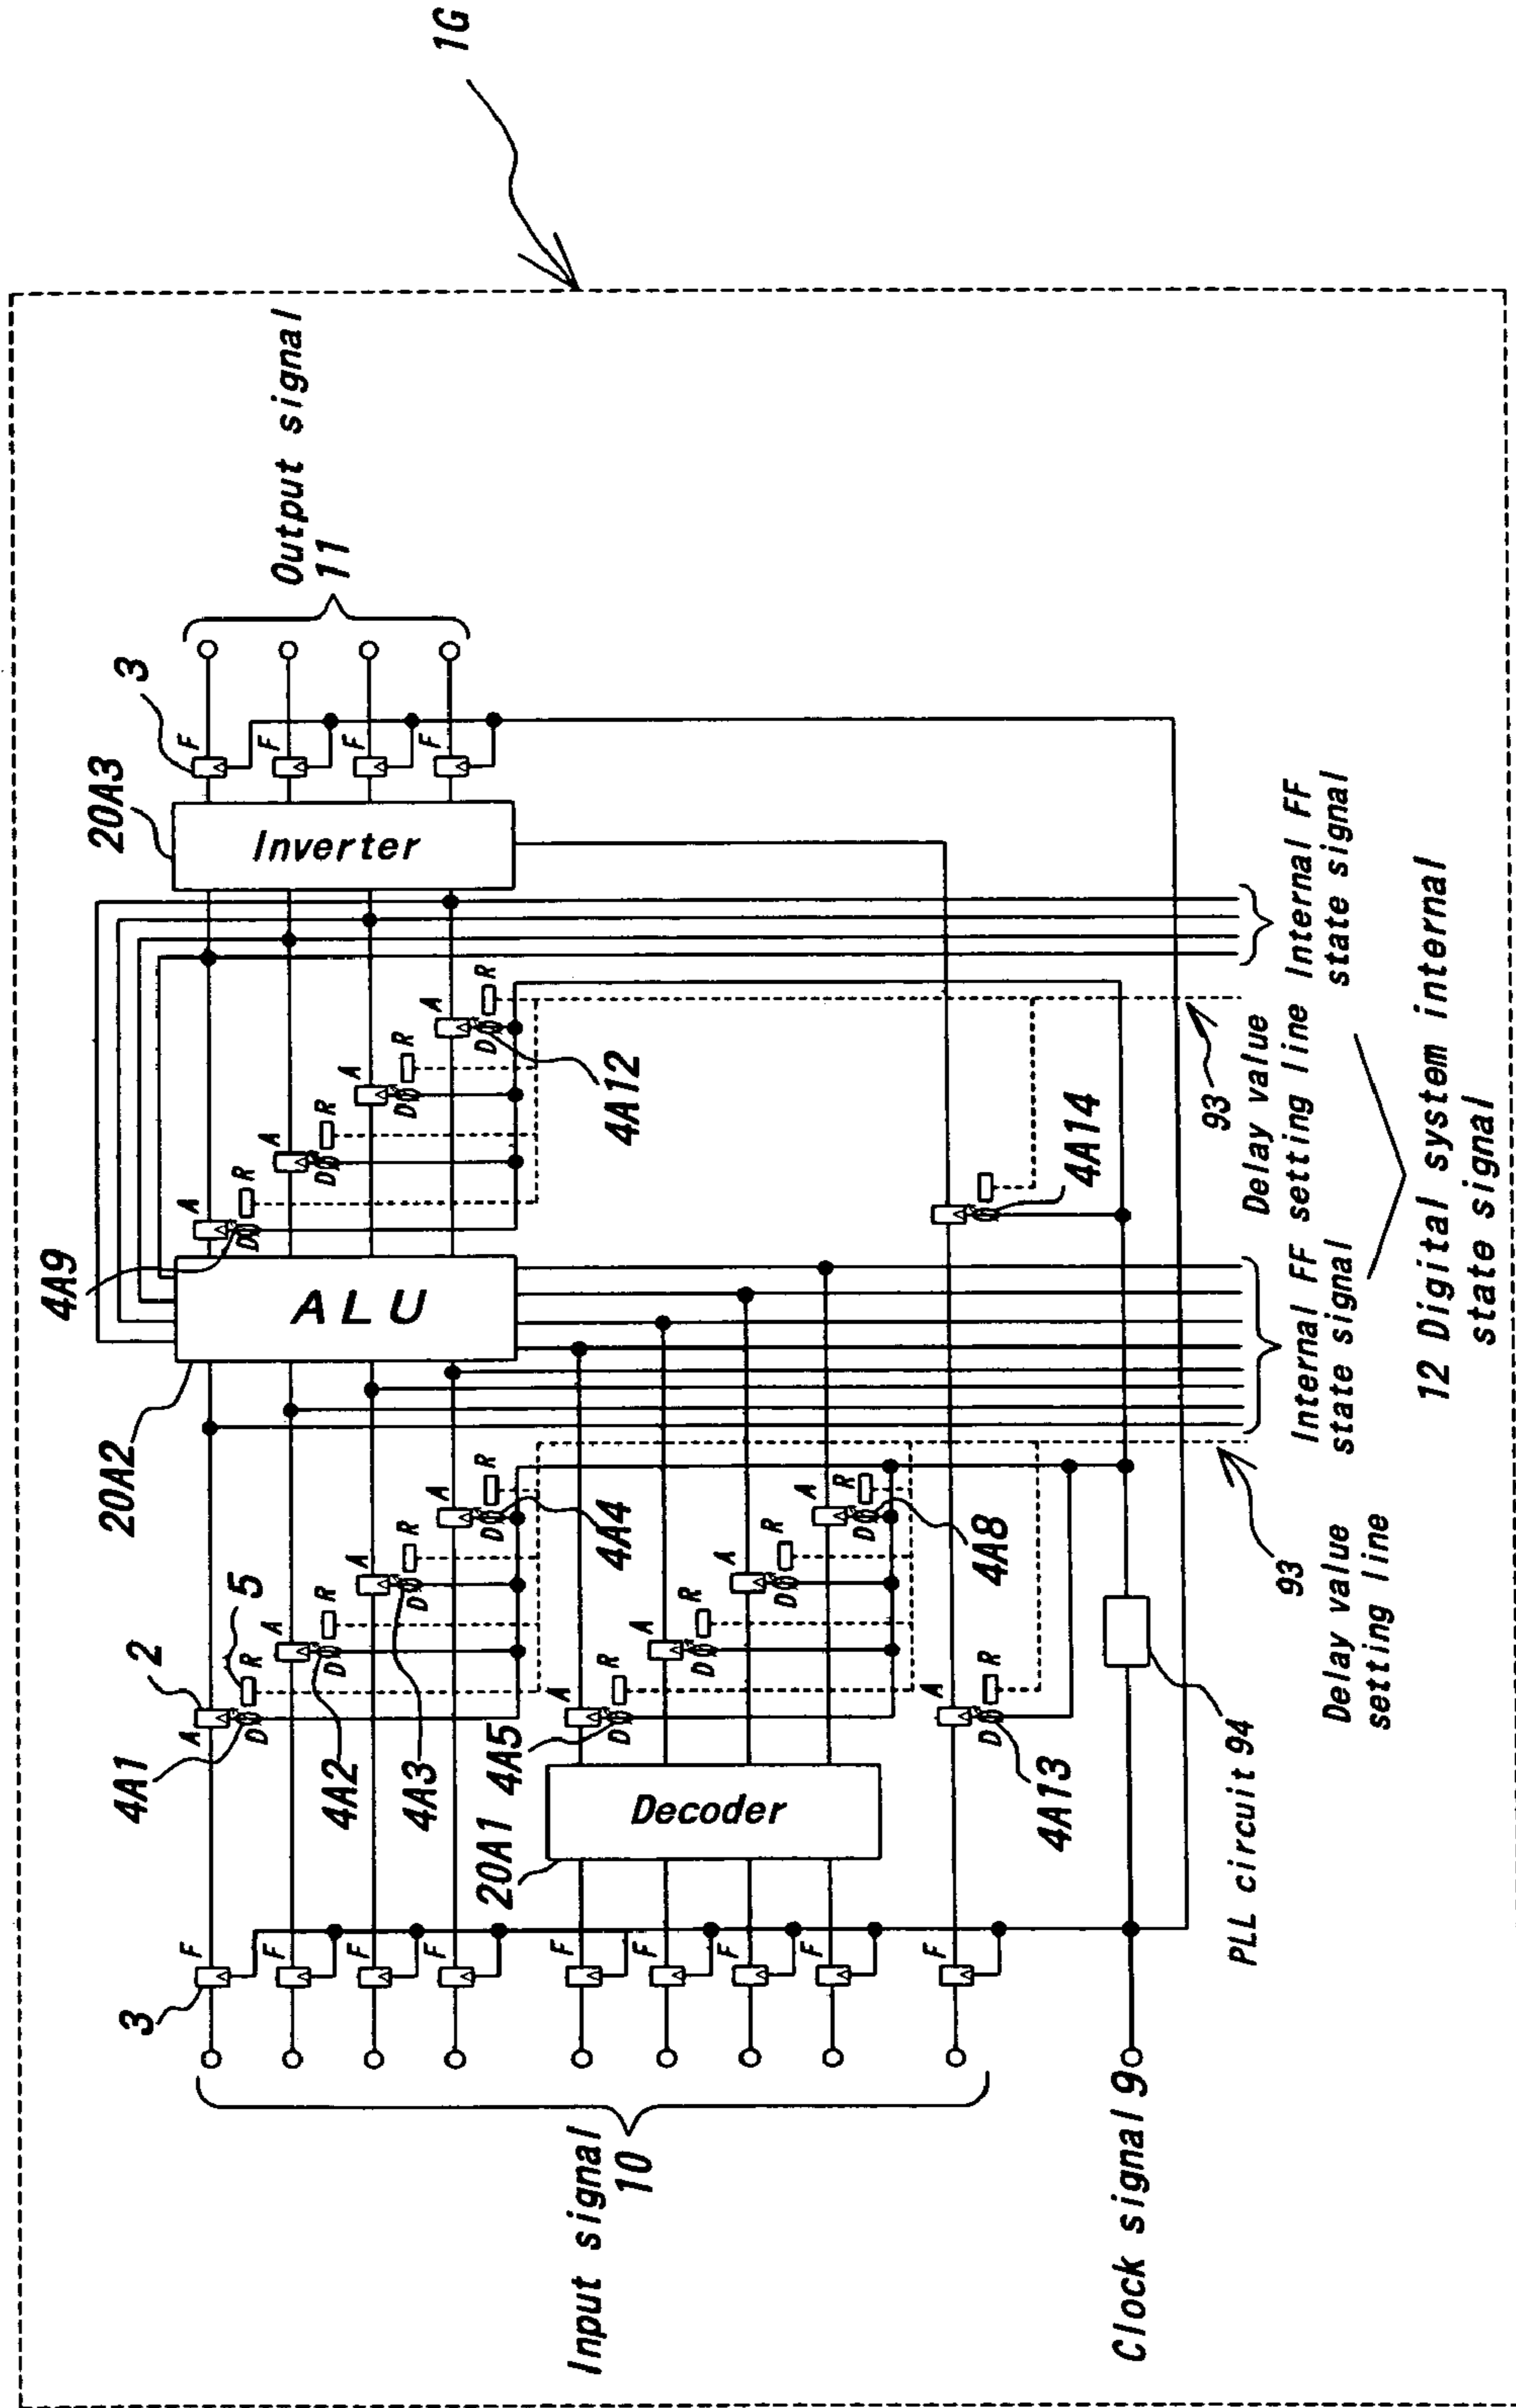 1G
Output signal
11
3
20A3
F
F
F
F
Inverter
4A9
A
R
D
A
R
D
A
R
D
A
R
D
4A12
20A2
ALU
4A14
4A1
2
5
A
R
D
A
R
D
A
R
D
A
R
D
4A2
4A3
4A4
4A5
A
R
D
A
R
D
A
R
D
A
R
D
4A8
A
R
D
4A13
20A1
Decoder
3
F
F
F
F
F
F
F
F
F
Input signal
10
Clock signal 9
PLL circuit 94
93
Delay value
setting line
Internal FF
state signal
93
Delay value
setting line
Internal FF
state signal
12 Digital system internal
state signal